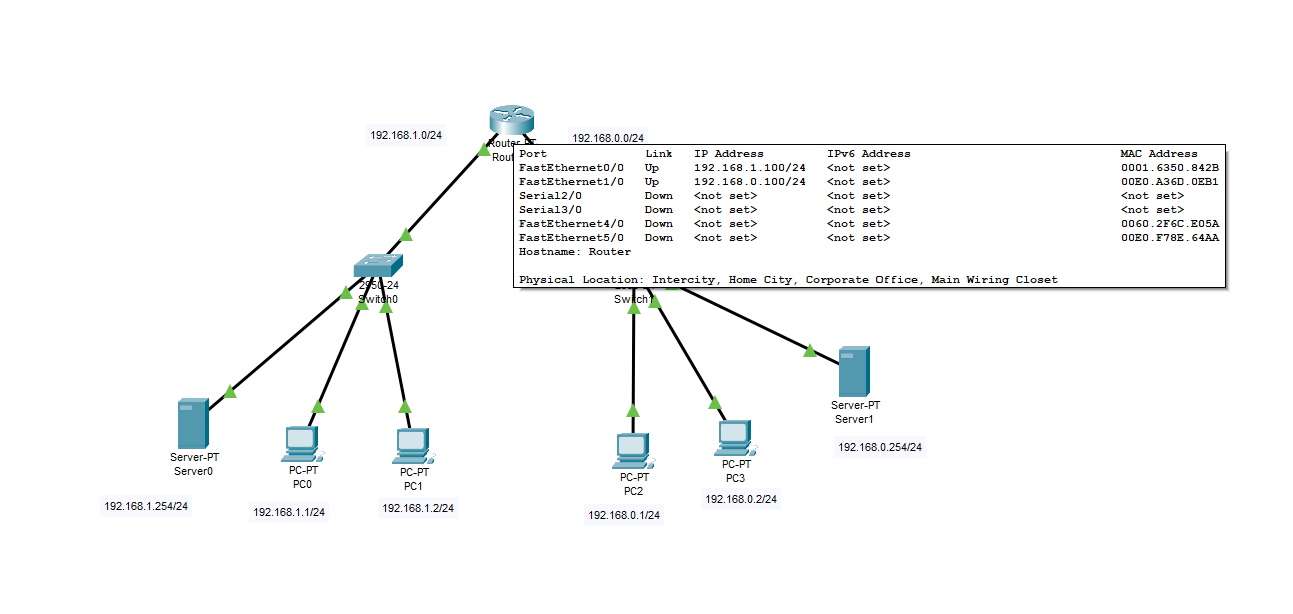 192.168.1.0/24
192.168.0.0/24
Port Link IP Address IPv6 Address MAC Address
FastEthernet0/0 Up 192.168.1.100/24 <not set> 0001.6350.842B
FastEthernet1/0 Up 192.168.0.100/24 <not set> 00E0.A36D.0EB1
Serial2/0 Down <not set> <not set> <not set>
Serial3/0 Down <not set> <not set> <not set>
FastEthernet4/0 Down <not set> <not set> 0060.2F6C.E05A
FastEthernet5/0 Down <not set> <not set> 00E0.F78E.64AA
Hostname: Router
Physical Location: Intercity, Home City, Corporate Office, Main Wiring Closet
2950-24
Switch0
Server-PT
Server0
192.168.1.254/24
PC-PT
PC0
192.168.1.1/24
PC-PT
PC1
192.168.1.2/24
PC-PT
PC2
192.168.0.1/24
PC-PT
PC3
192.168.0.2/24
Server-PT
Server1
192.168.0.254/24